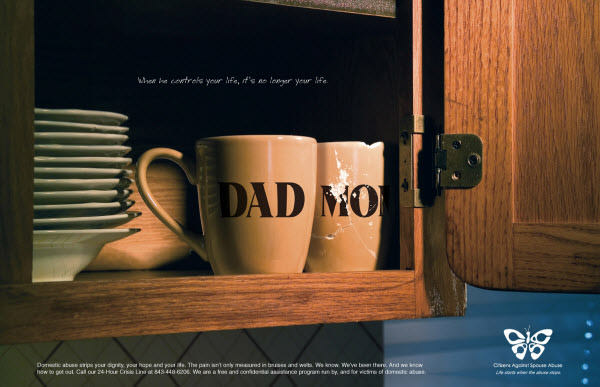 When he controls your life, it's no longer your life.
DAD MOM
Domestic abuse strips your dignity, your hope and your life. The pain isn't only measured in bruises and welts. We know. We've been there. And we know
how to get out. Call our 24-Hour Crisis Line at 843-448-6206. We are a free and confidential assistance program run by, and for victims of domestic abuse.
Citizens Against Spouse Abuse
Life starts when the abuse stops.